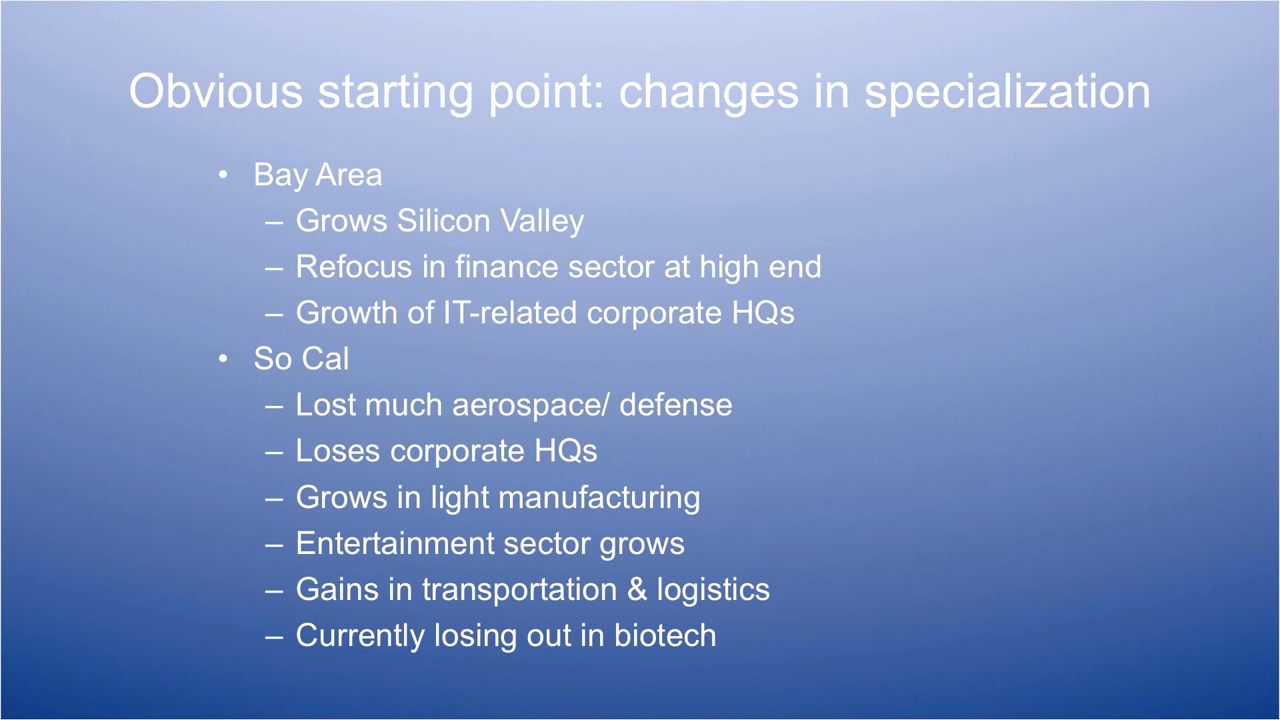 Obvious starting point: changes in specialization
• Bay Area
– Grows Silicon Valley
– Refocus in finance sector at high end
– Growth of IT-related corporate HQs
• So Cal
– Lost much aerospace/ defense
– Loses corporate HQs
– Grows in light manufacturing
– Entertainment sector grows
– Gains in transportation & logistics
– Currently losing out in biotech